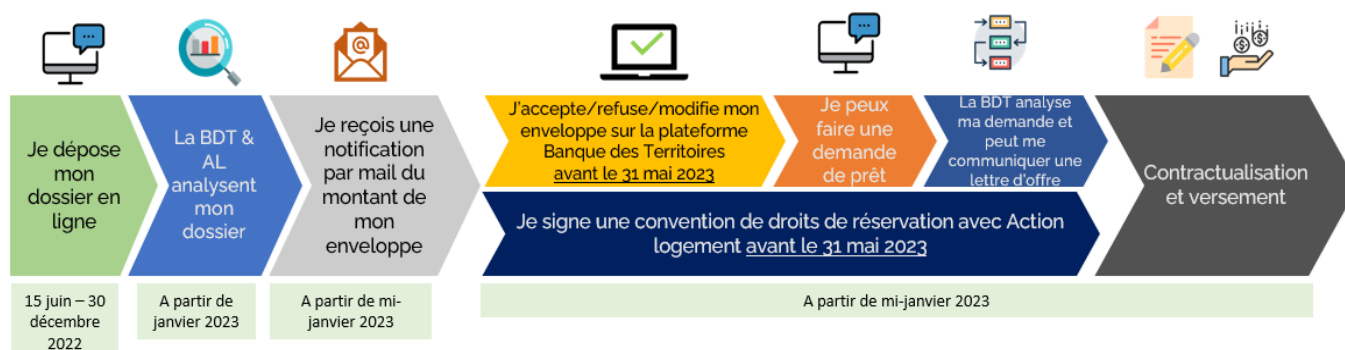 Je dépose
mon
dossier en
ligne
La BDT &
AL
analysent
mon
dossier
Je reçois une
notification
par mail du
montant de
mon
enveloppe
J'accepte/refuse/modifie mon
enveloppe sur la plateforme
Banque des Territoires
avant le 31 mai 2023
Je peux
faire une
demande
de prêt
La BDT analyse
ma demande et
peut me
communiquer une
lettre d'offre
Je signe une convention de droits de réservation avec Action
logement avant le 31 mai 2023
Contractualisation
et versement
15 juin – 30
décembre
2022
A partir de
mi-
janvier 2023
A partir de mi-
janvier 2023
A partir de mi-janvier 2023